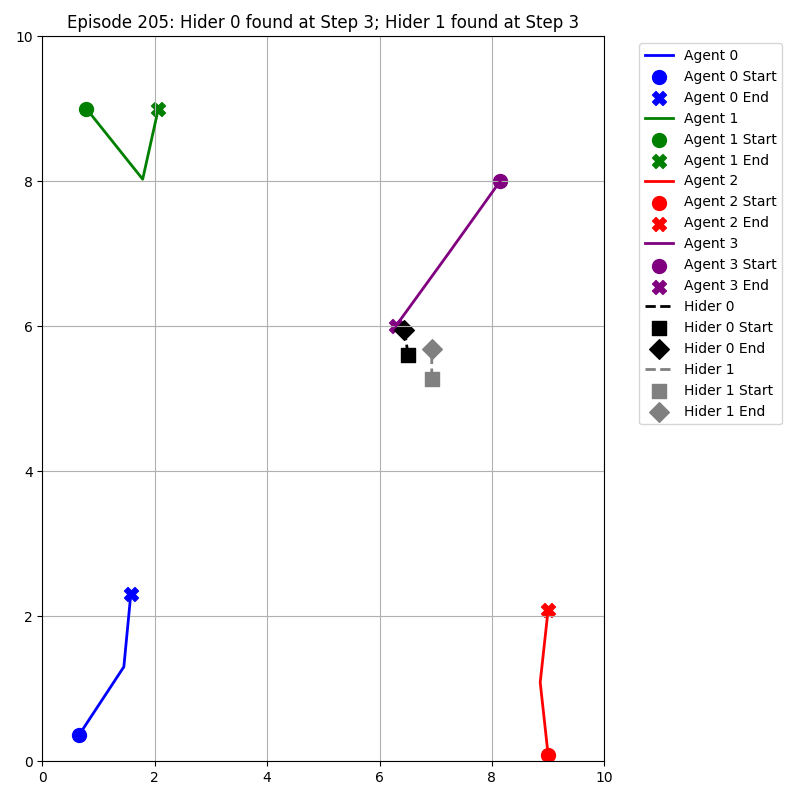 Episode 205: Hider 0 found at Step 3; Hider 1 found at Step 3
10
8
6
4
2
0
0 2 4 6 8 10
Agent 0
Agent 0 Start
Agent 0 End
Agent 1
Agent 1 Start
Agent 1 End
Agent 2
Agent 2 Start
Agent 2 End
Agent 3
Agent 3 Start
Agent 3 End
Hider 0
Hider 0 Start
Hider 0 End
Hider 1
Hider 1 Start
Hider 1 End